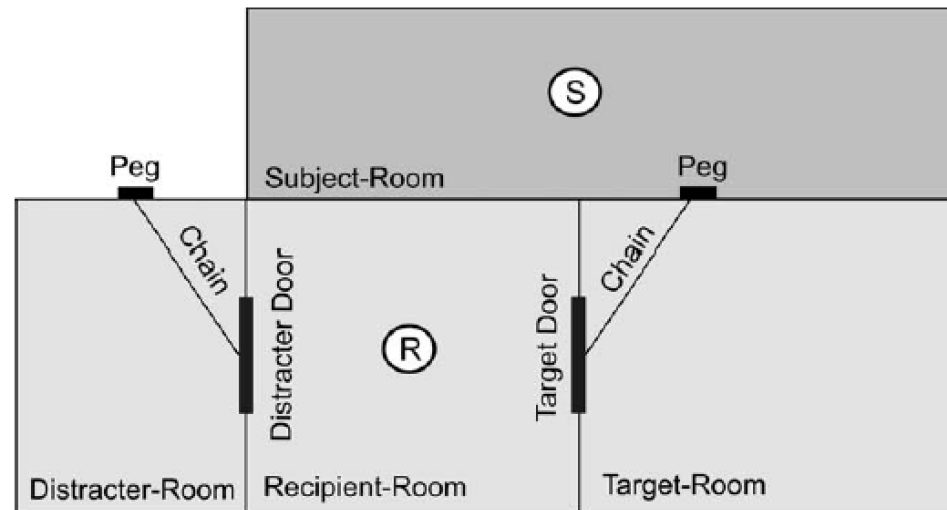 S
Peg
Subject-Room
Peg
Chain
Distracter Door
R
Target Door
Chain
Distracter-Room
Recipient-Room
Target-Room